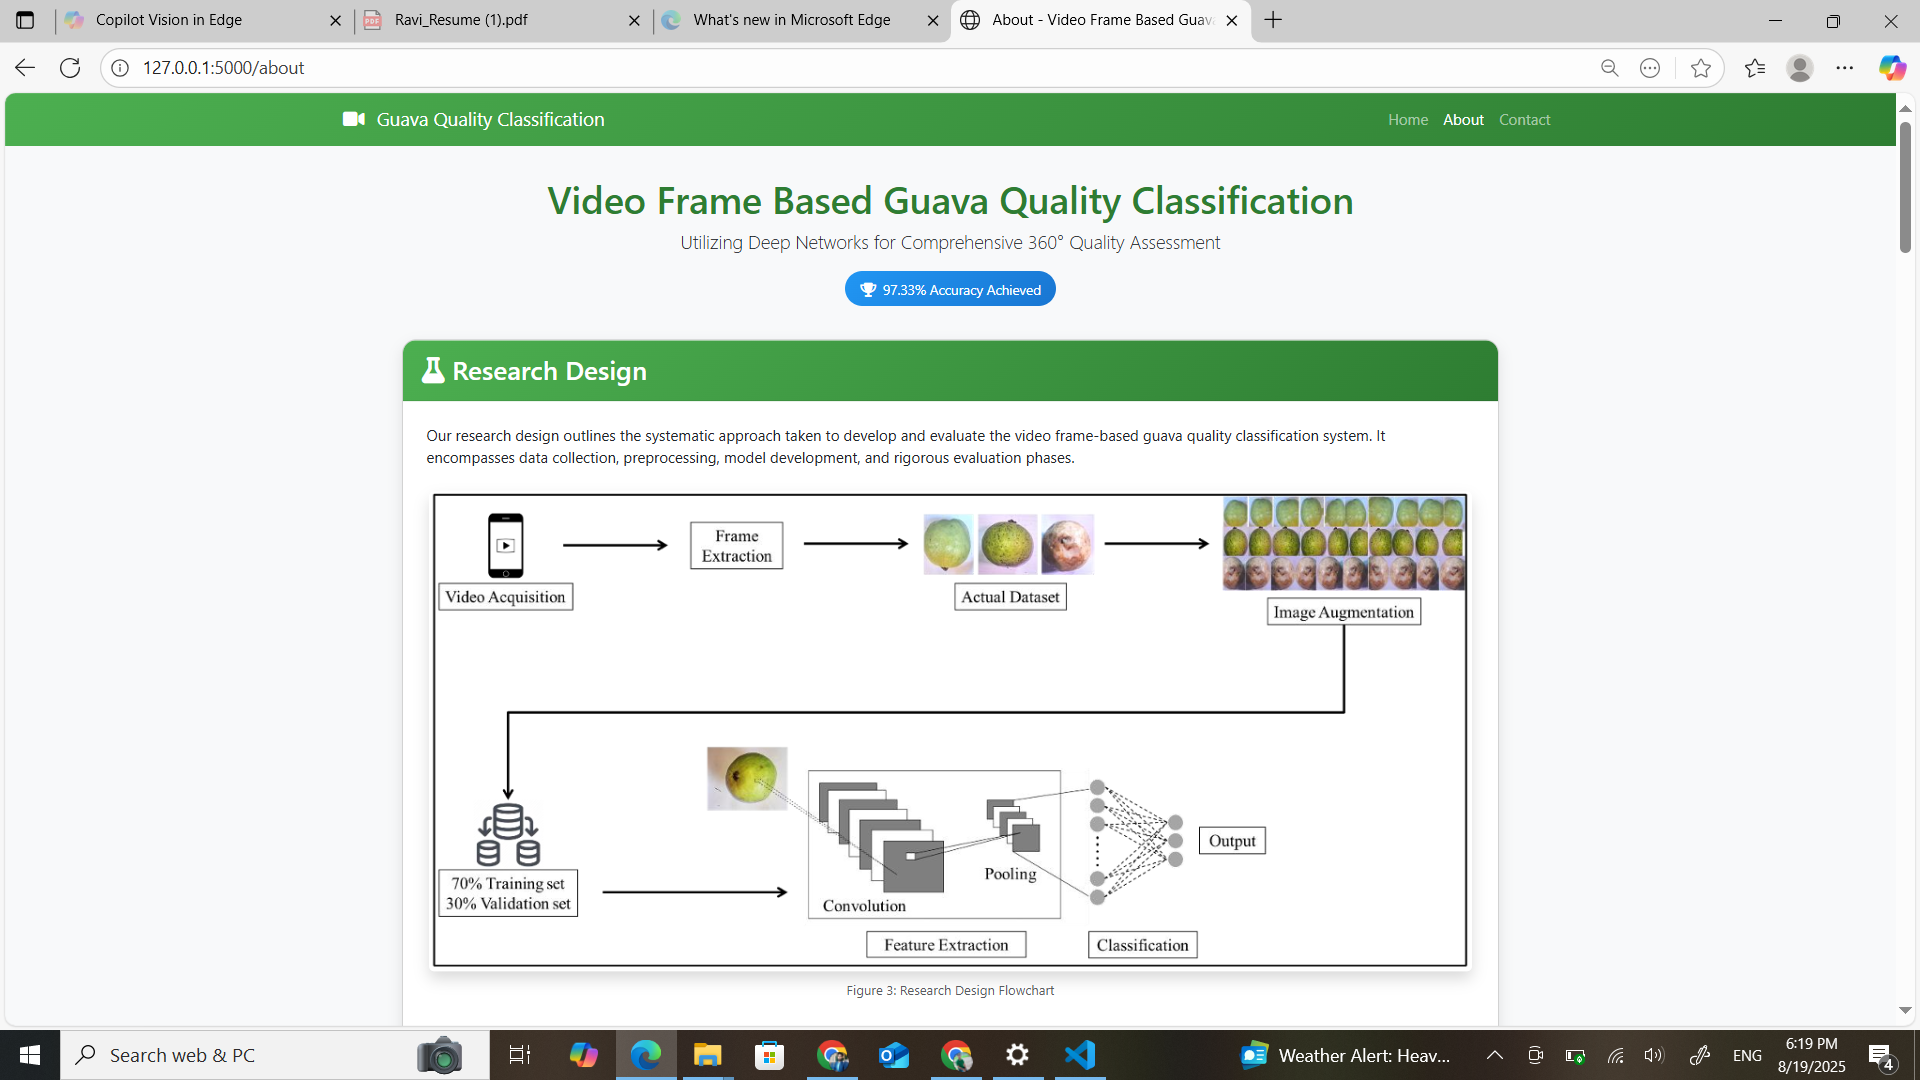 Copilot Vision in Edge
Ravi_Resume (1).pdf
What's new in Microsoft Edge
About - Video Frame Based Guava
127.0.0.1:5000/about
Guava Quality Classification
Home About Contact
Video Frame Based Guava Quality Classification
Utilizing Deep Networks for Comprehensive 360° Quality Assessment
97.33% Accuracy Achieved
Research Design
Our research design outlines the systematic approach taken to develop and evaluate the video frame-based guava quality classification system. It
encompasses data collection, preprocessing, model development, and rigorous evaluation phases.
Frame
Extraction
Video Acquisition
Actual Dataset
Image Augmentation
70% Training set
30% Validation set
Convolution
Pooling
Output
Feature Extraction
Classification
Figure 3: Research Design Flowchart
Search web & PC
Weather Alert: Heav...
ENG
6:19 PM
8/19/2025
4